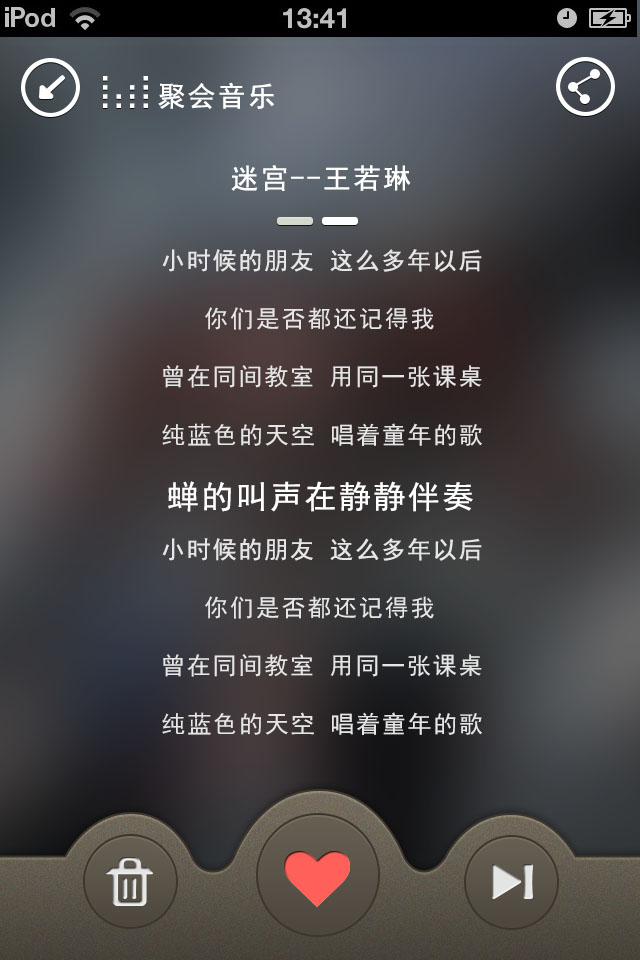 iPod 13:41
聚会音乐
迷宫--王若琳
小时候的朋友 这么多年以后
你们是否都还记得我
曾在同间教室 用同一张课桌
纯蓝色的天空 唱着童年的歌
蝉的叫声在静静伴奏
小时候的朋友 这么多年以后
你们是否都还记得我
曾在同间教室 用同一张课桌
纯蓝色的天空 唱着童年的歌